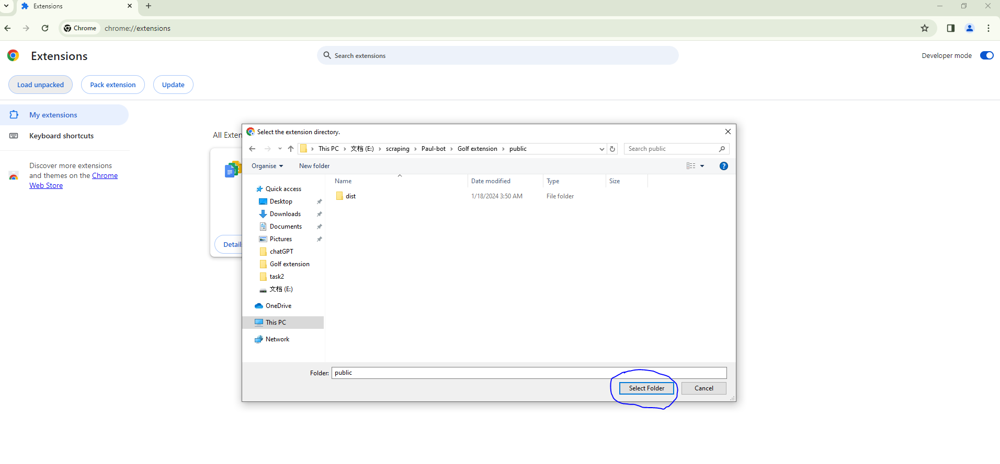 Extensions
Chrome
chrome://extensions
Extensions
Search extensions
Developer mode
Load unpacked
Pack extension
Update
My extensions
Keyboard shortcuts
Discover more extensions
and themes on the Chrome
Web Store
All Exten
Details
Select the extension directory.
This PC > 文档 (E:) > scraping > Paul-bot > Golf extension > public
Search public
Organise
New folder
Name
Date modified
Type
Size
dist
1/18/2024 3:50 AM
File folder
Quick access
Desktop
Downloads
Documents
Pictures
chatGPT
Golf extension
task2
文档 (E:)
OneDrive
This PC
Network
Folder:
public
Select Folder
Cancel